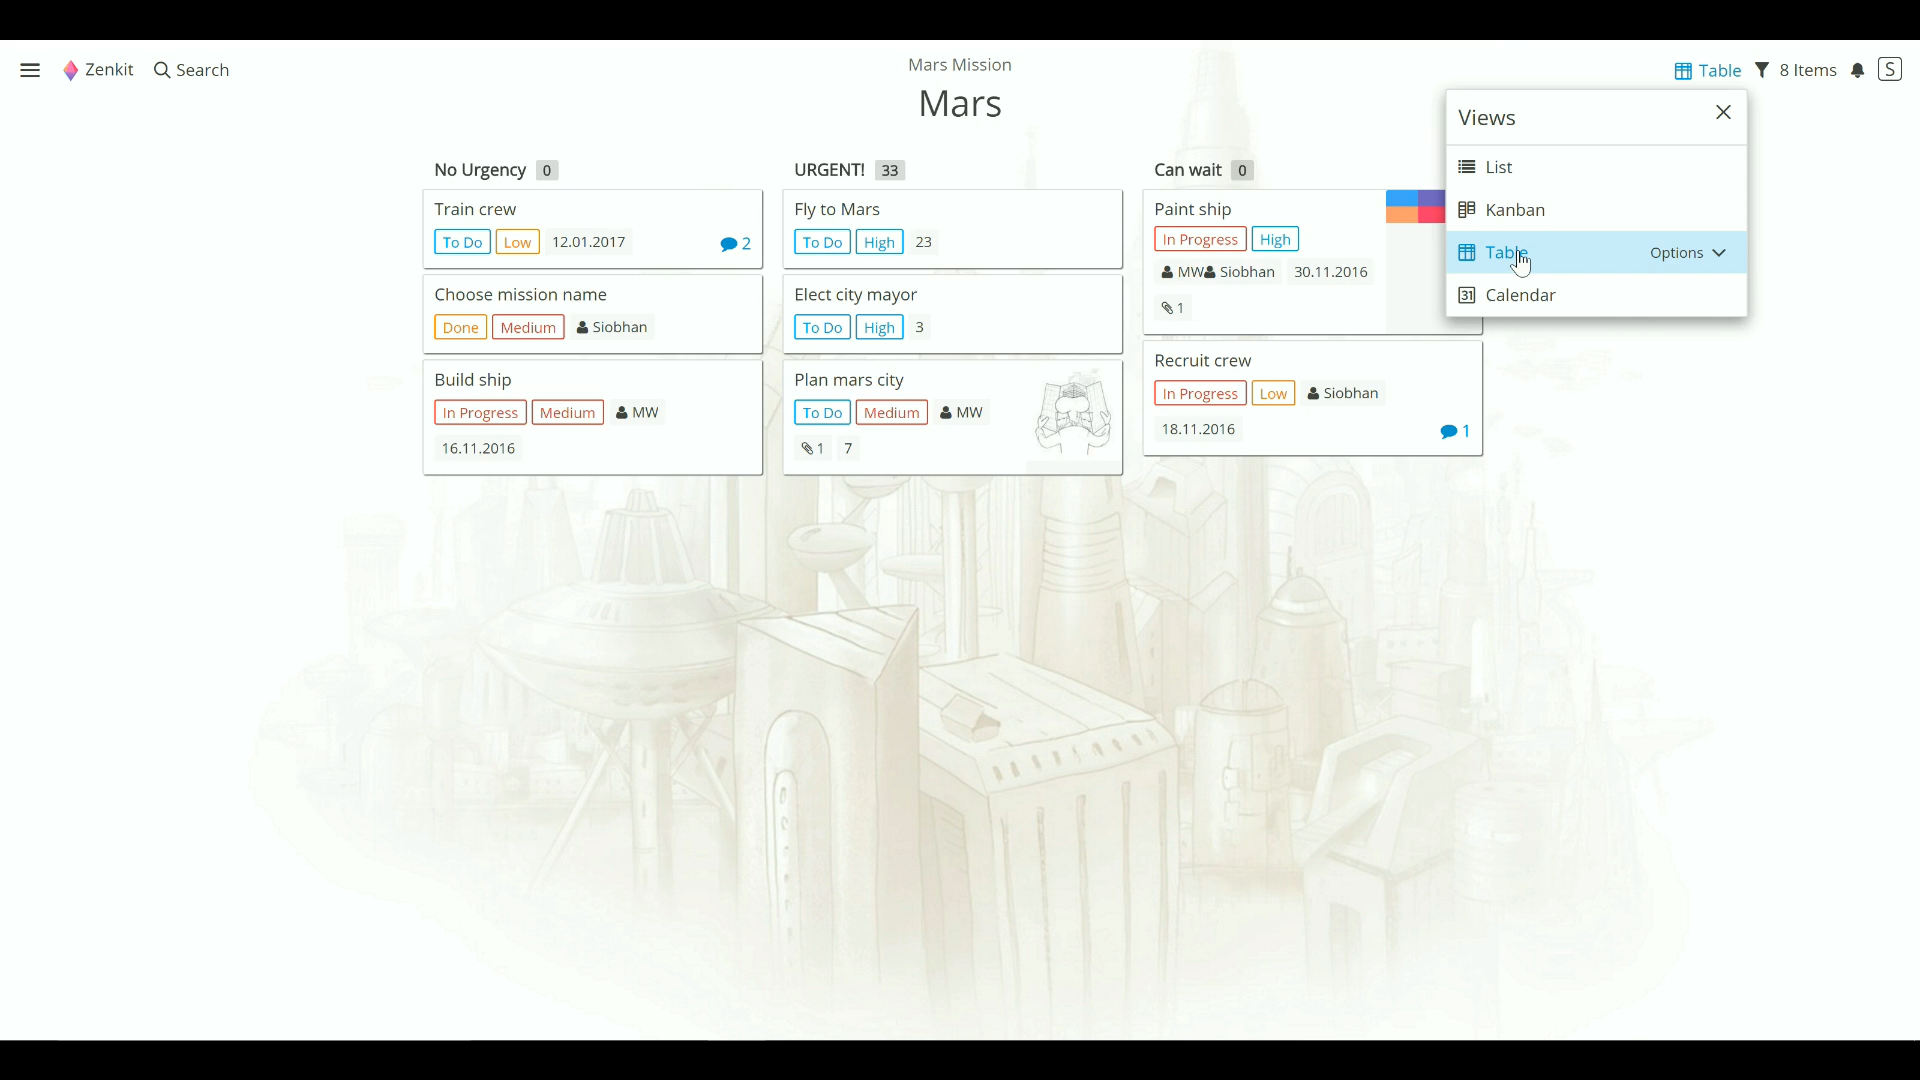 Zenkit Search
Mars Mission
Mars
Table 8 Items S
Views
List
Kanban
Table Options
31 Calendar
No Urgency 0
Train crew
To Do Low 12.01.2017 2
Choose mission name
Done Medium Siobhan
Build ship
In Progress Medium MW
16.11.2016
URGENT! 33
Fly to Mars
To Do High 23
Elect city mayor
To Do High 3
Plan mars city
To Do Medium MW
1 7
Can wait 0
Paint ship
In Progress High
MW Siobhan 30.11.2016
1
Recruit crew
In Progress Low Siobhan
18.11.2016 1